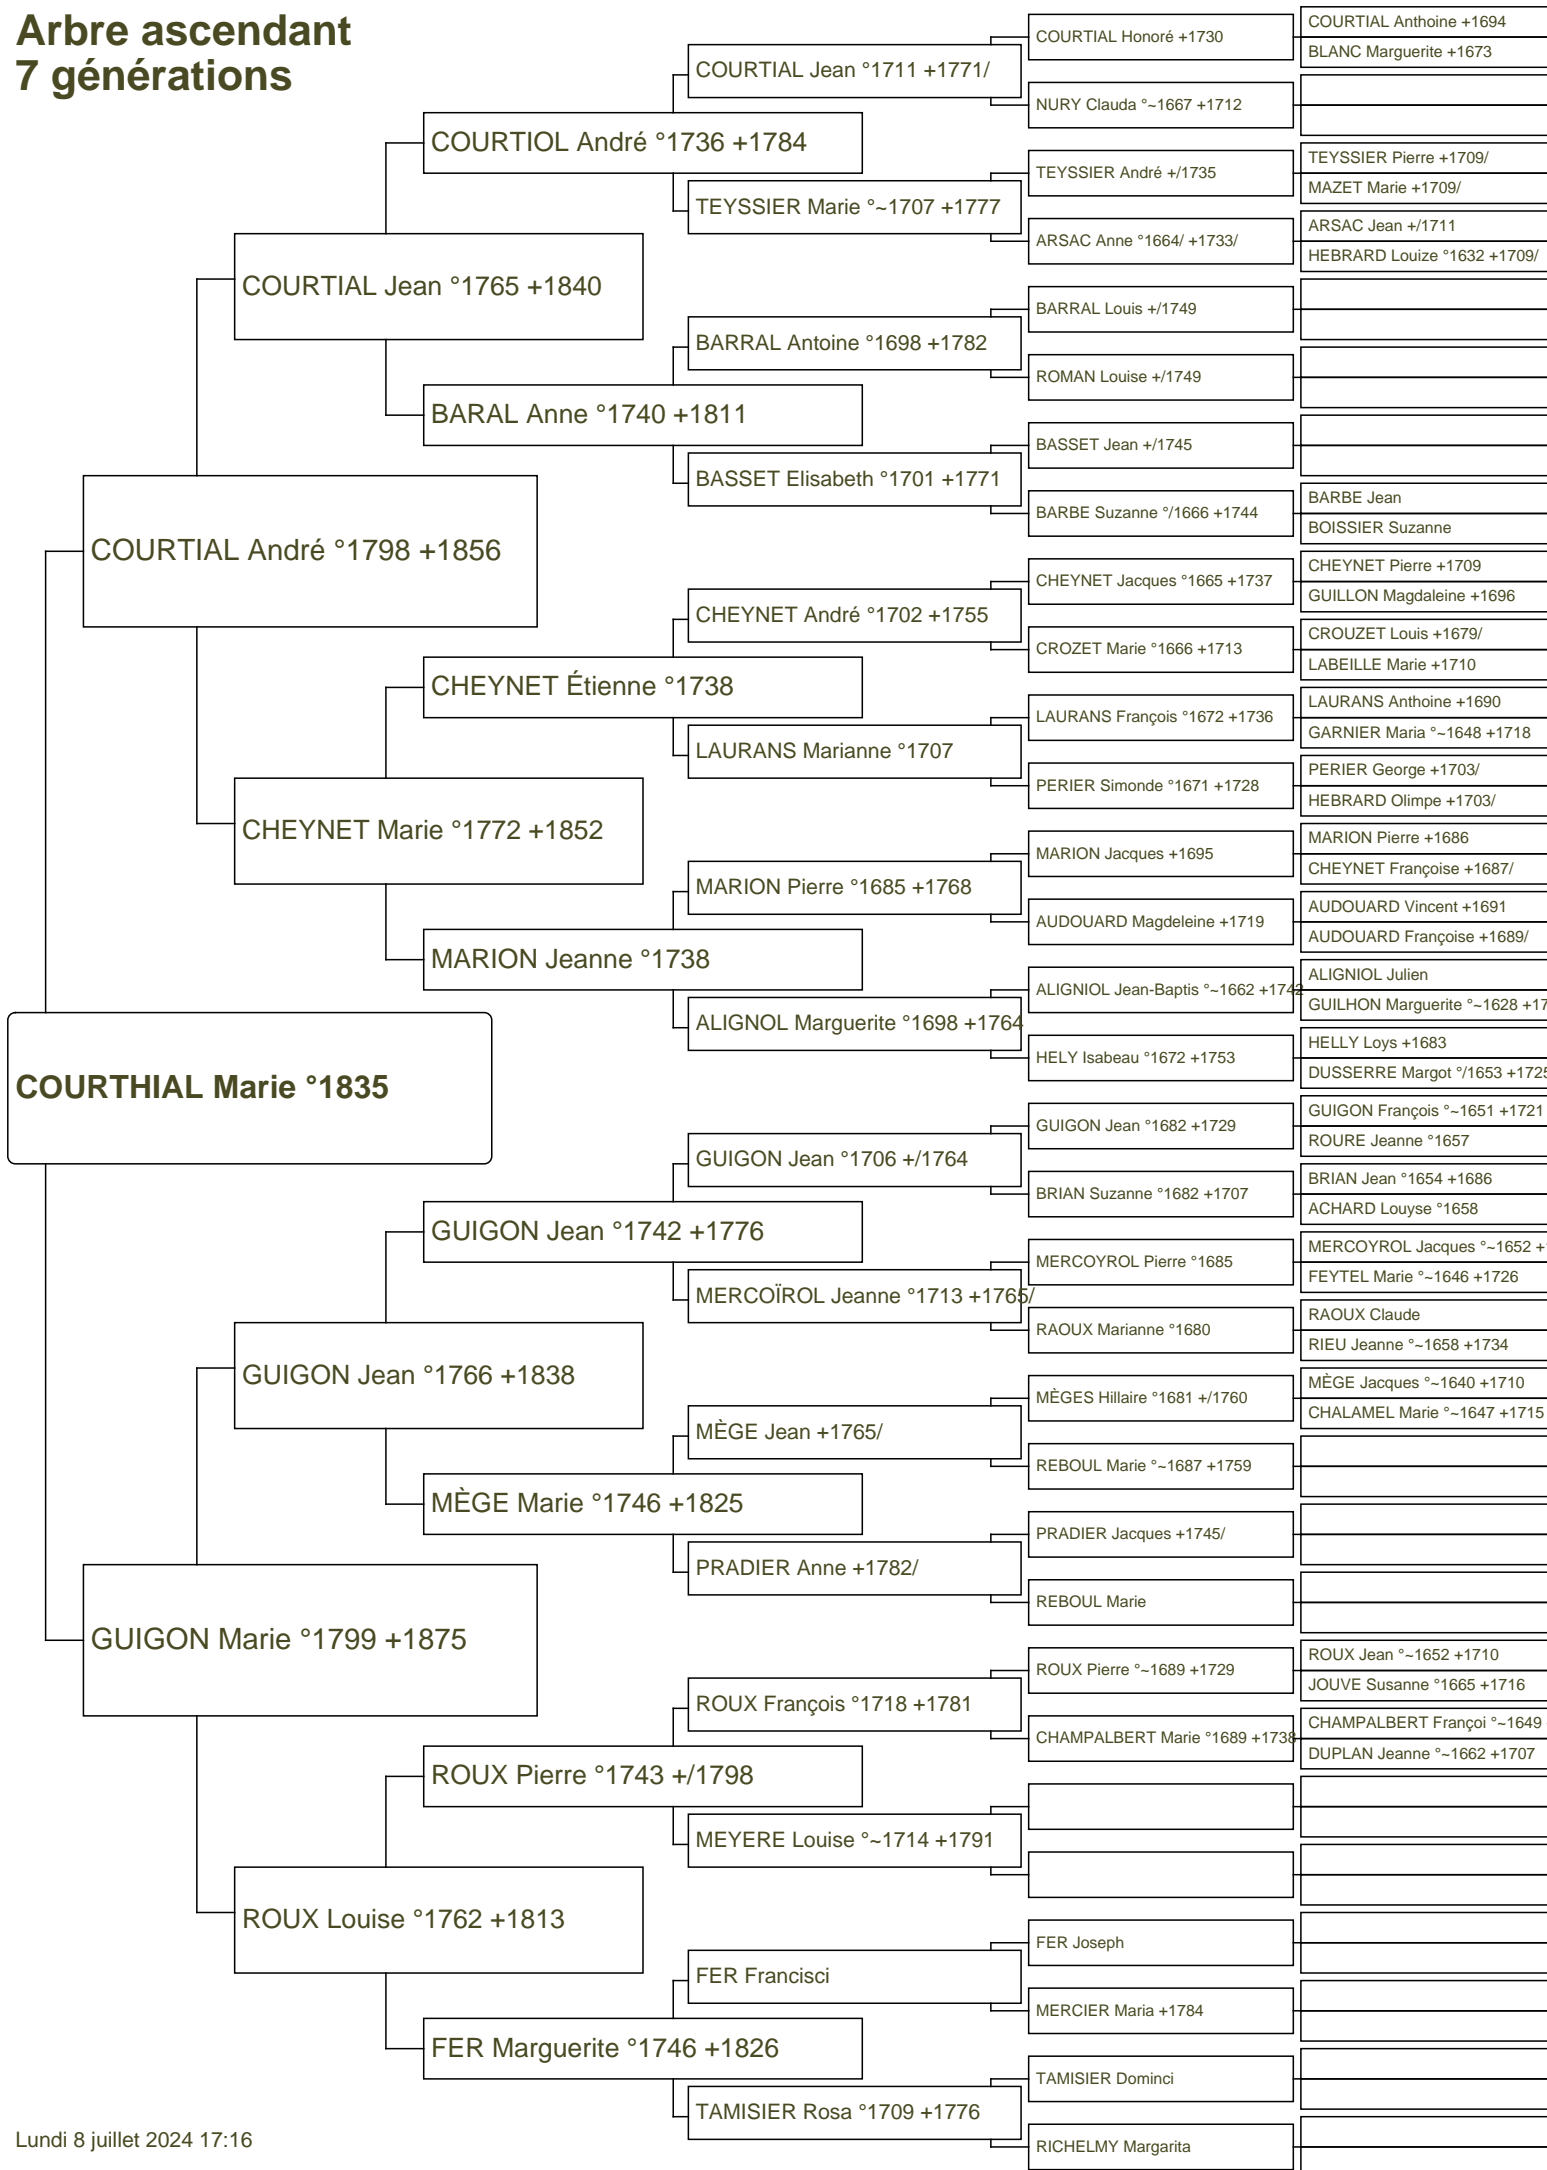 Arbre ascendant
7 générations
COURTHIAL Marie °1835
COURTIAL André °1798 +1856
GUIGON Marie °1799 +1875
COURTIAL Jean °1765 +1840
CHEYNET Marie °1772 +1852
GUIGON Jean °1766 +1838
ROUX Louise °1762 +1813
COURTIOL André °1736 +1784
BARAL Anne °1740 +1811
CHEYNET Étienne °1738
MARION Jeanne °1738
GUIGON Jean °1742 +1776
MÈGE Marie °1746 +1825
ROUX Pierre °1743 +/1798
FER Marguerite °1746 +1826
COURTIAL Jean °1711 +1771/
TEYSSIER Marie °~1707 +1777
BARRAL Antoine °1698 +1782
BASSET Elisabeth °1701 +1771
CHEYNET André °1702 +1755
LAURANS Marianne °1707
MARION Pierre °1685 +1768
ALIGNOL Marguerite °1698 +1764
GUIGON Jean °1706 +/1764
MERCOÏROL Jeanne °1713 +1765/
MÈGE Jean +1765/
PRADIER Anne +1782/
ROUX François °1718 +1781
MEYERE Louise °~1714 +1791
FER Francisci
TAMISIER Rosa °1709 +1776
COURTIAL Honoré +1730
NURY Clauda °~1667 +1712
TEYSSIER André +/1735
ARSAC Anne °1664/ +1733/
BARRAL Louis +/1749
ROMAN Louise +/1749
BASSET Jean +/1745
BARBE Suzanne °/1666 +1744
CHEYNET Jacques °1665 +1737
CROZET Marie °1666 +1713
LAURANS François °1672 +1736
PERIER Simonde °1671 +1728
MARION Jacques +1695
AUDOUARD Magdeleine +1719
ALIGNIOL Jean-Baptis °~1662 +1742
HELY Isabeau °1672 +1753
GUIGON Jean °1682 +1729
BRIAN Suzanne °1682 +1707
MERCOYROL Pierre °1685
RAOUX Marianne °1680
MÈGES Hillaire °1681 +/1760
REBOUL Marie °~1687 +1759
PRADIER Jacques +1745/
REBOUL Marie
ROUX Pierre °~1689 +1729
CHAMPALBERT Marie °1689 +1738
FER Joseph
MERCIER Maria +1784
TAMISIER Dominci
RICHELMY Margarita
COURTIAL Anthoine +1694
BLANC Marguerite +1673
TEYSSIER Pierre +1709/
MAZET Marie +1709/
ARSAC Jean +/1711
HEBRARD Louize °1632 +1709/
BARBE Jean
BOISSIER Suzanne
CHEYNET Pierre +1709
GUILLON Magdaleine +1696
CROUZET Louis +1679/
LABEILLE Marie +1710
LAURANS Anthoine +1690
GARNIER Maria °~1648 +1718
PERIER George +1703/
HEBRARD Olimpe +1703/
MARION Pierre +1686
CHEYNET Françoise +1687/
AUDOUARD Vincent +1691
AUDOUARD Françoise +1689/
ALIGNIOL Julien
GUILHON Marguerite °~1628 +17
HELLY Loys +1683
DUSSERRE Margot °/1653 +1725
GUIGON François °~1651 +1721
ROURE Jeanne °1657
BRIAN Jean °1654 +1686
ACHARD Louyse °1658
MERCOYROL Jacques °~1652 +
FEYTEL Marie °~1646 +1726
RAOUX Claude
RIEU Jeanne °~1658 +1734
MÈGE Jacques °~1640 +1710
CHALAMEL Marie °~1647 +1715
ROUX Jean °~1652 +1710
JOUVE Susanne °1665 +1716
CHAMPALBERT Françoi °~1649
DUPLAN Jeanne °~1662 +1707
Lundi 8 juillet 2024 17:16